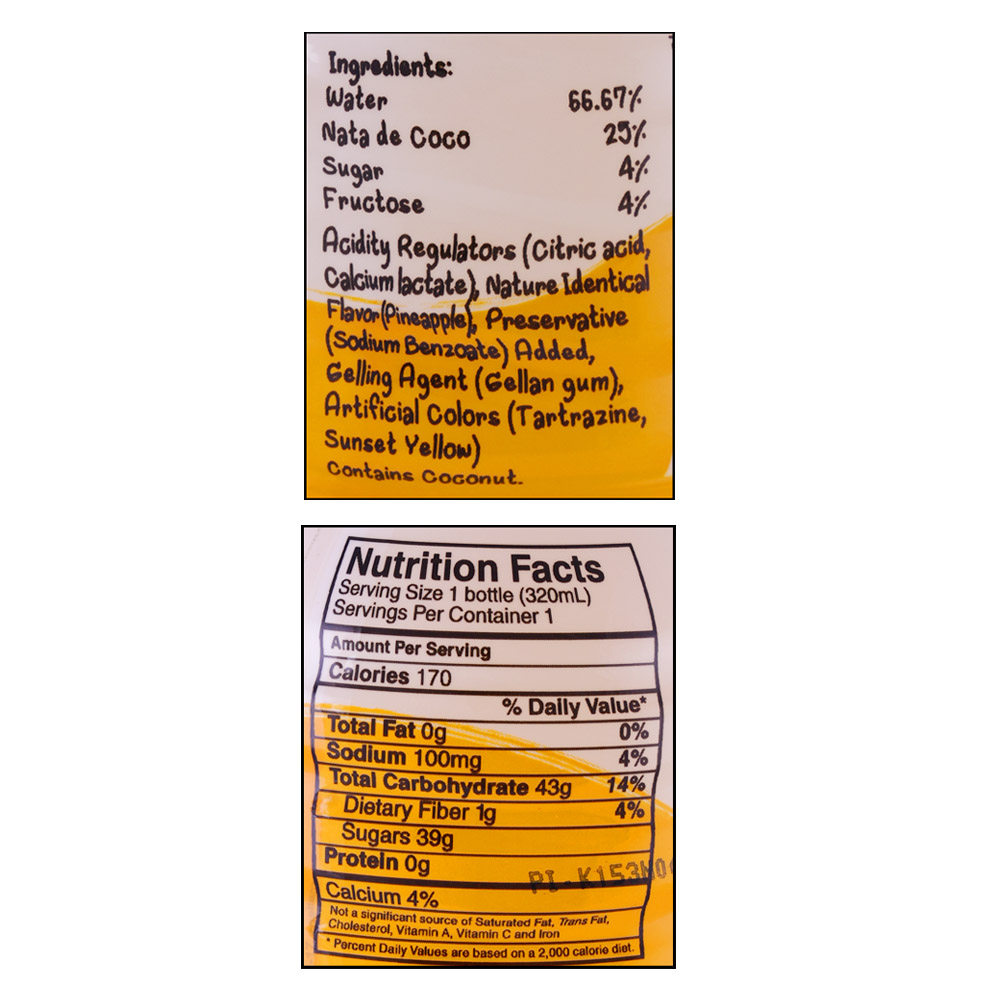 Ingredients:
Water 66.67%
Nata de Coco 25%
Sugar 4%
Fructose 4%
Acidity Regulators (Citric acid,
Calcium lactate), Nature Identical
Flavor (Pineapple), Preservative
(Sodium Benzoate) Added,
Gelling Agent (Gellan gum),
Artificial Colors (Tartrazine,
Sunset Yellow)
Contains Coconut.
Nutrition Facts
Serving Size 1 bottle (320mL)
Servings Per Container 1
Amount Per Serving
Calories 170
% Daily Value*
Total Fat 0g 0%
Sodium 100mg 4%
Total Carbohydrate 43g 14%
Dietary Fiber 1g 4%
Sugars 39g
Protein 0g
PI-K153N0
Calcium 4%
Not a significant source of Saturated Fat, Trans Fat,
Cholesterol, Vitamin A, Vitamin C and Iron
* Percent Daily Values are based on a 2,000 calorie diet.